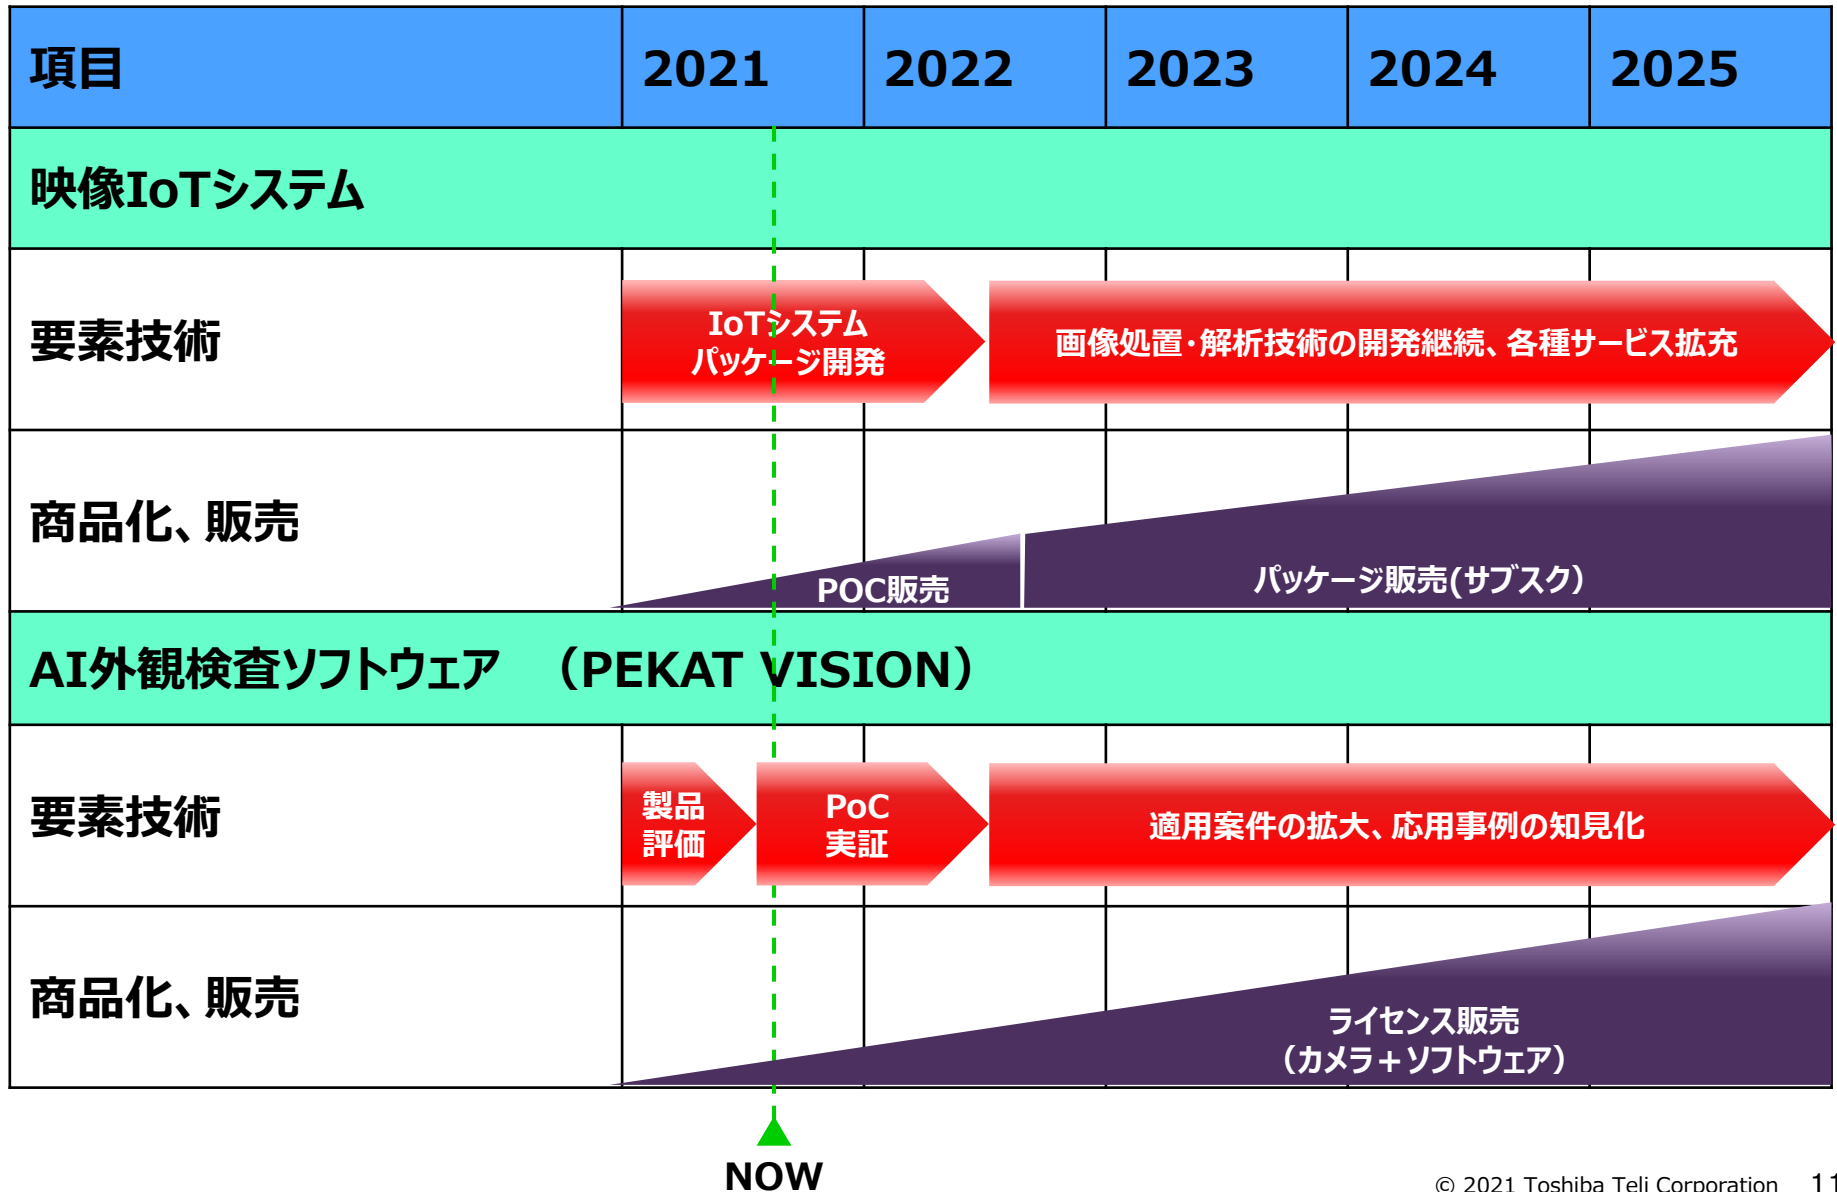 項目 2021 2022 2023 2024 2025
映像IoTシステム
要素技術
IoTシステム
パッケージ開発
画像処置・解析技術の開発継続、各種サービス拡充
商品化、販売
POC販売
パッケージ販売(サブスク）
AI外観検査ソフトウェア　（PEKAT VISION）
要素技術
製品
評価
PoC
実証
適用案件の拡大、応用事例の知見化
商品化、販売
ライセンス販売
（カメラ＋ソフトウェア）
NOW
© 2021 Toshiba Teli Corporation 11